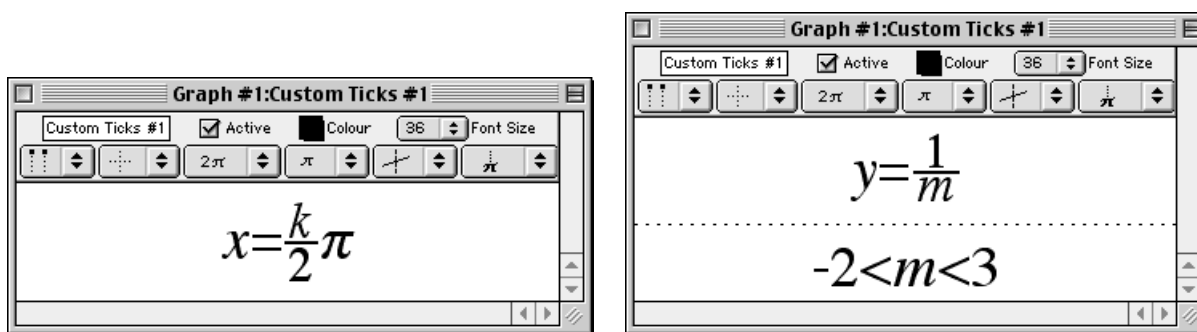 Graph #1:Custom Ticks #1
Custom Ticks #1 Active Colour 36 Font Size
2π π π
x=k/2π
Graph #1:Custom Ticks #1
Custom Ticks #1 Active Colour 36 Font Size
2π π π
y=1/m
-2<m<3